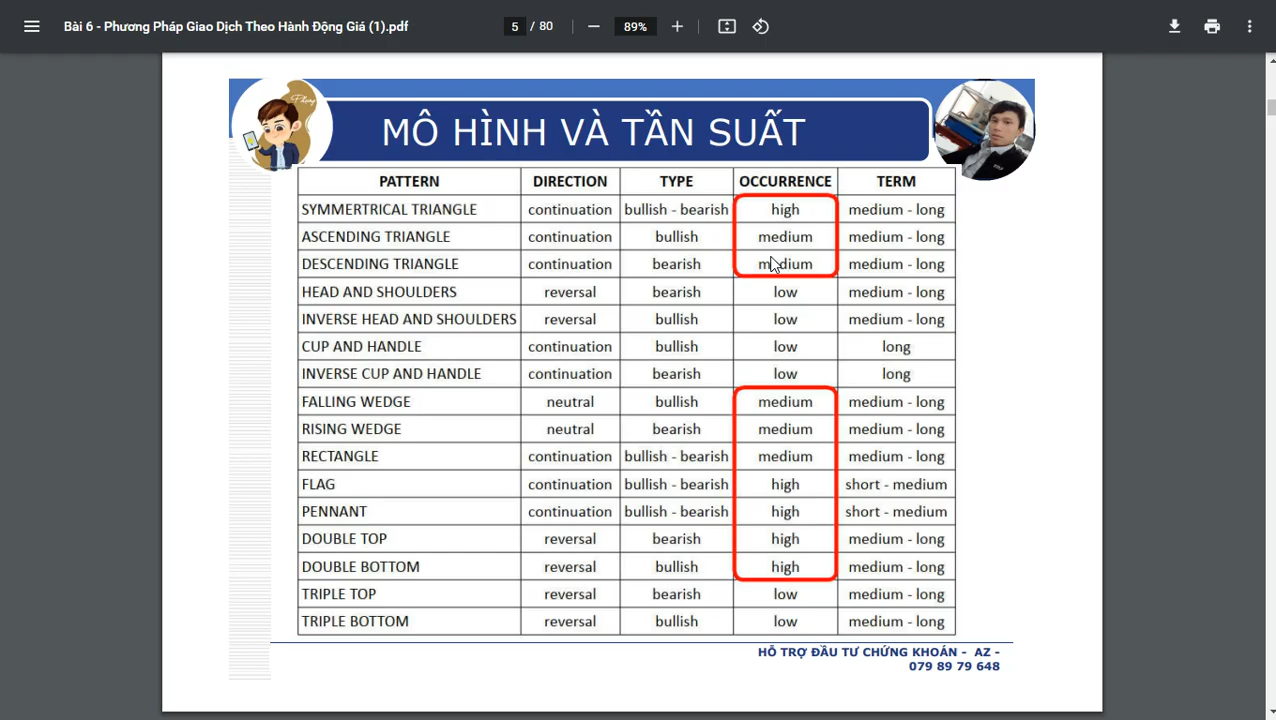 Bài 6 - Phương Pháp Giao Dịch Theo Hành Động Giá (1).pdf 5 / 80 89%
MÔ HÌNH VÀ TẦN SUẤT
PATTERN DIRECTION TYPE OCCURRENCE TERM
SYMMERTRICAL TRIANGLE continuation bullish - bearish high medium - long
ASCENDING TRIANGLE continuation bullish medium medium - long
DESCENDING TRIANGLE continuation bearish medium medium - long
HEAD AND SHOULDERS reversal bearish low medium - long
INVERSE HEAD AND SHOULDERS reversal bullish low medium - long
CUP AND HANDLE continuation bullish low long
INVERSE CUP AND HANDLE continuation bearish low long
FALLING WEDGE neutral bullish medium medium - long
RISING WEDGE neutral bearish medium medium - long
RECTANGLE continuation bullish - bearish medium medium - long
FLAG continuation bullish - bearish high short - medium
PENNANT continuation bullish - bearish high short - medium
DOUBLE TOP reversal bearish high medium - long
DOUBLE BOTTOM reversal bullish high medium - long
TRIPLE TOP reversal bearish low medium - long
TRIPLE BOTTOM reversal bullish low medium - long
HỖ TRỢ ĐẦU TƯ CHỨNG KHOÁN - AZ -
079 89 79 648